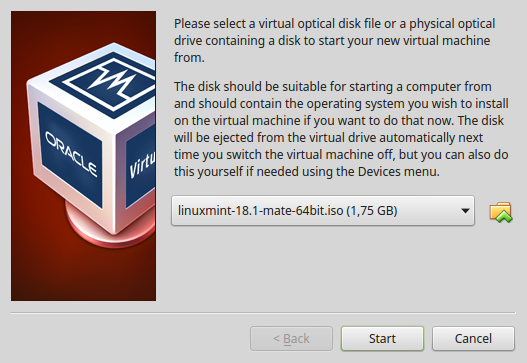 Please select a virtual optical disk file or a physical optical
drive containing a disk to start your new virtual machine
from.
The disk should be suitable for starting a computer from
and should contain the operating system you wish to install
on the virtual machine if you want to do that now. The disk
will be ejected from the virtual drive automatically next
time you switch the virtual machine off, but you can also do
this yourself if needed using the Devices menu.
ORACLE
Virtu
linuxmint-18.1-mate-64bit.iso (1,75 GB)
< Back
Start
Cancel